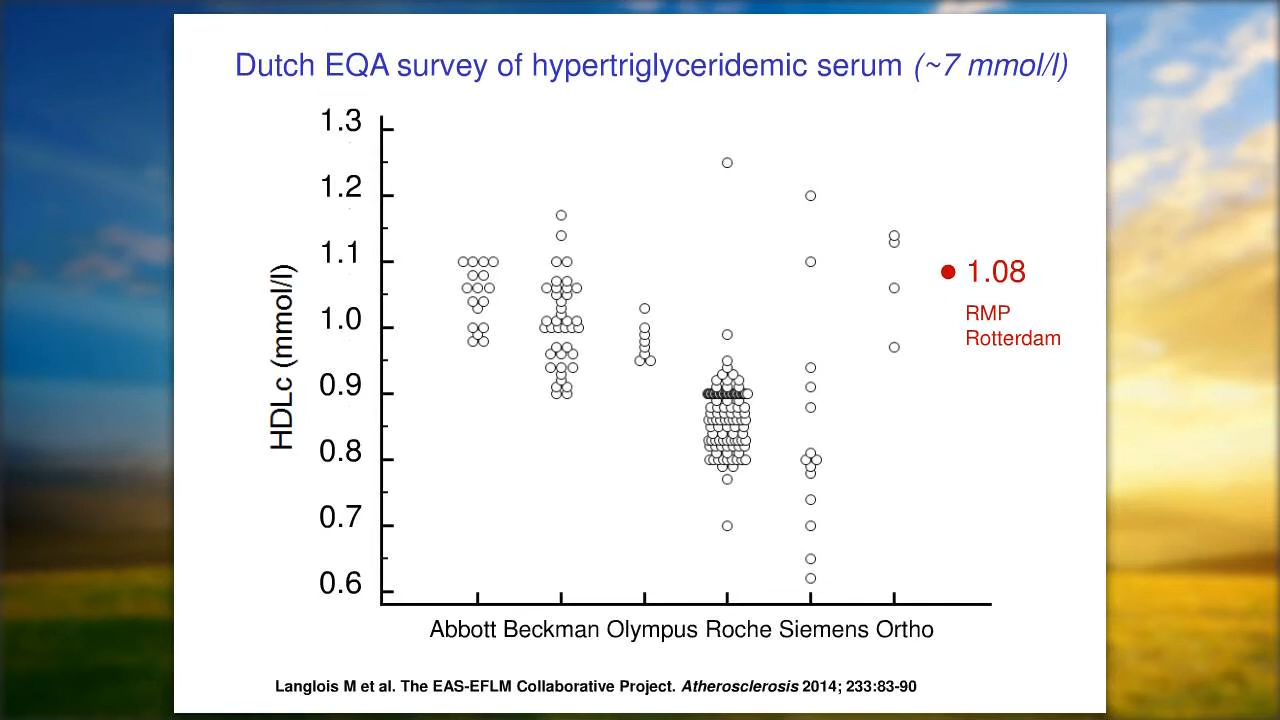 Dutch EQA survey of hypertriglyceridemic serum (~7 mmol/l)
1.3
1.2
1.1
1.0
0.9
0.8
0.7
0.6
HDLc (mmol/l)
1.08
RMP
Rotterdam
Abbott Beckman Olympus Roche Siemens Ortho
Langlois M et al. The EAS-EFLM Collaborative Project. Atherosclerosis 2014; 233:83-90